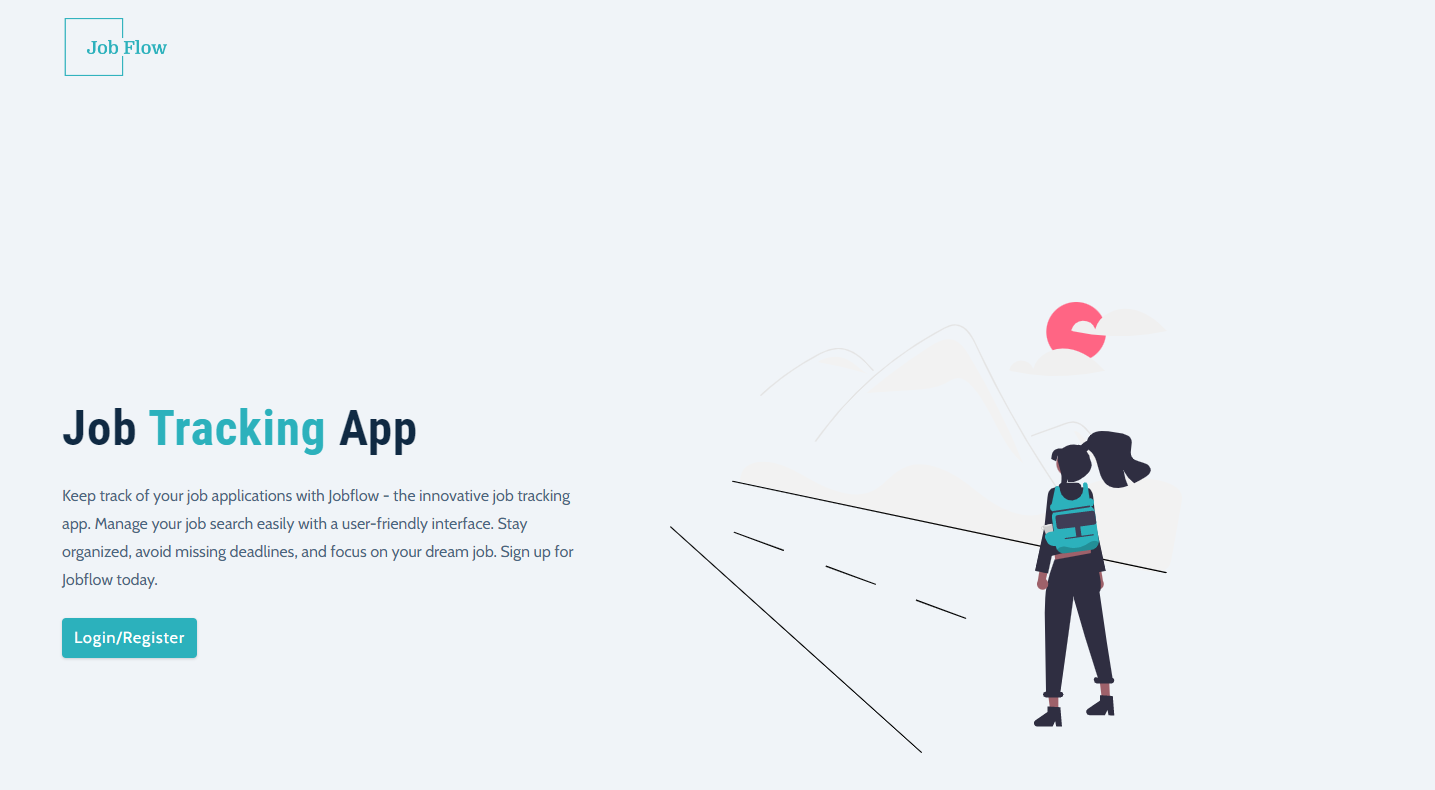 Job Flow
Job Tracking App
Keep track of your job applications with Jobflow - the innovative job tracking
app. Manage your job search easily with a user-friendly interface. Stay
organized, avoid missing deadlines, and focus on your dream job. Sign up for
Jobflow today.
Login/Register